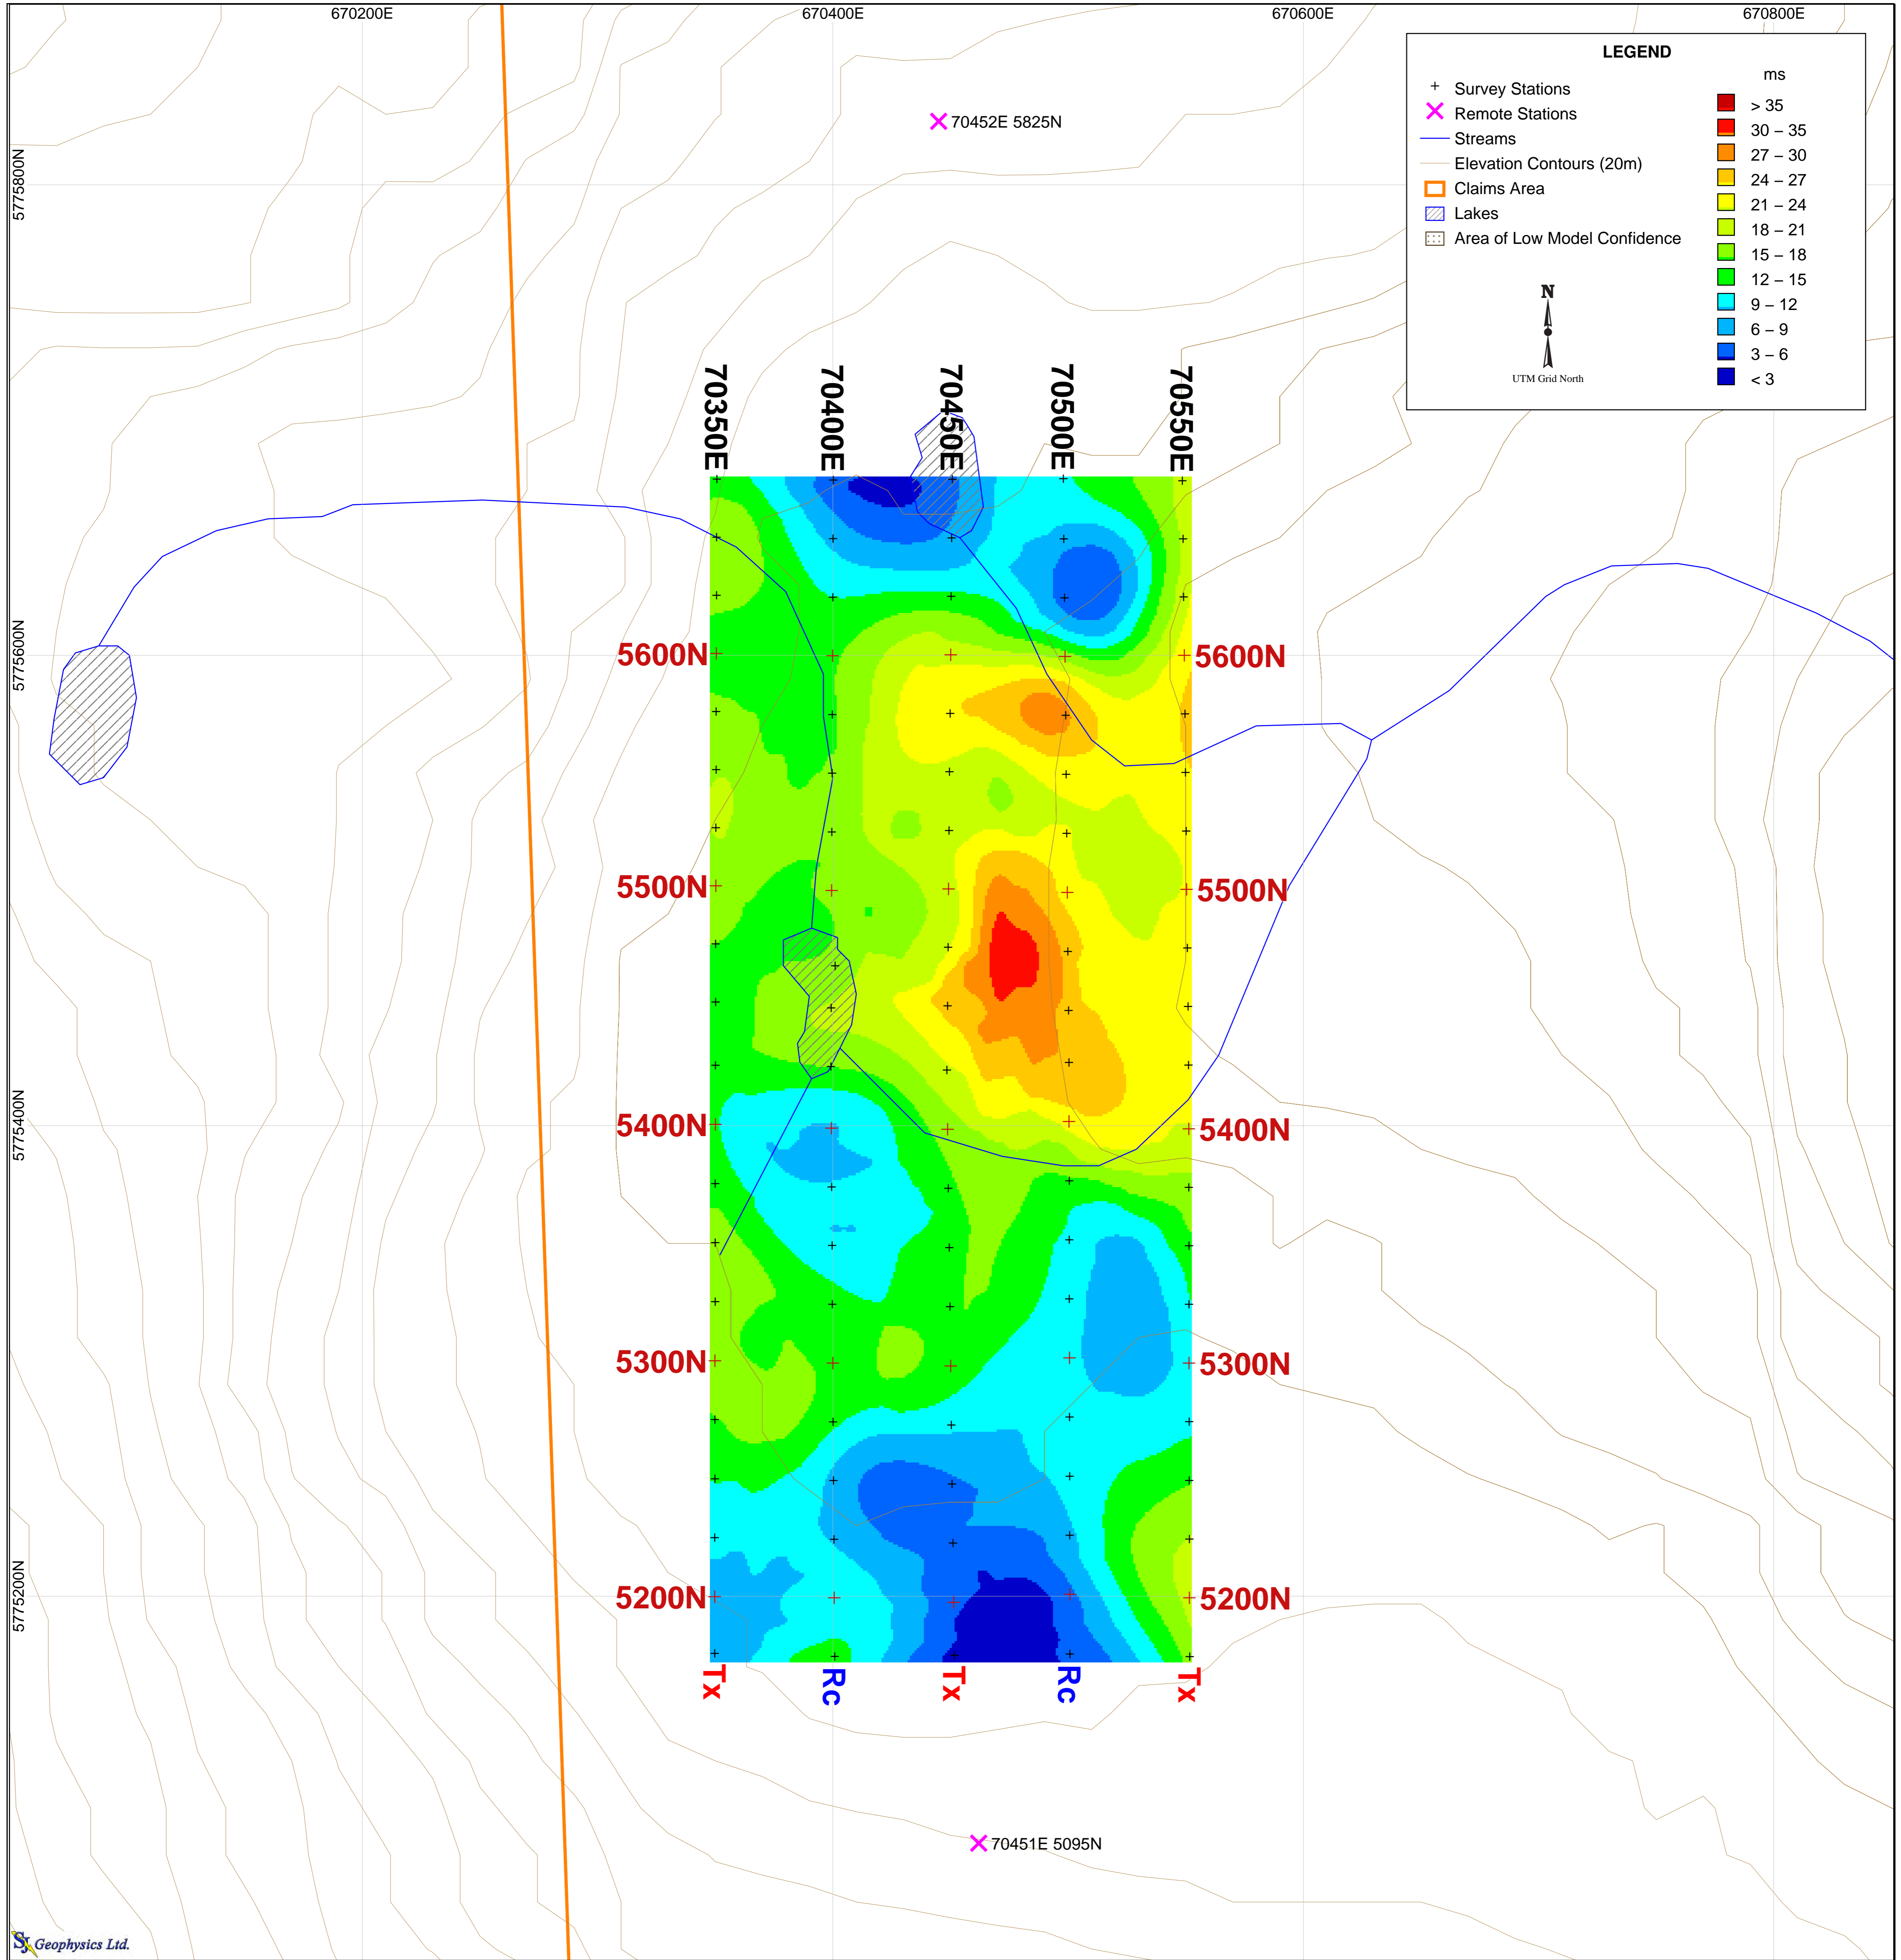 670200E 670400E 670600E 670800E
LEGEND
ms
Survey Stations
Remote Stations
Streams
Elevation Contours (20m)
Claims Area
Lakes
Area of Low Model Confidence
> 35
30 – 35
27 – 30
24 – 27
21 – 24
18 – 21
15 – 18
12 – 15
9 – 12
6 – 9
3 – 6
< 3
N
UTM Grid North
70452E 5825N
5775800N
70350E 70400E 70450E 70500E 70550E
5775600N
5600N 5600N
5500N 5500N
5775400N
5400N 5400N
5300N 5300N
5775200N
5200N 5200N
Tx Rc Tx Rc Tx
70451E 5095N
SJ Geophysics Ltd.